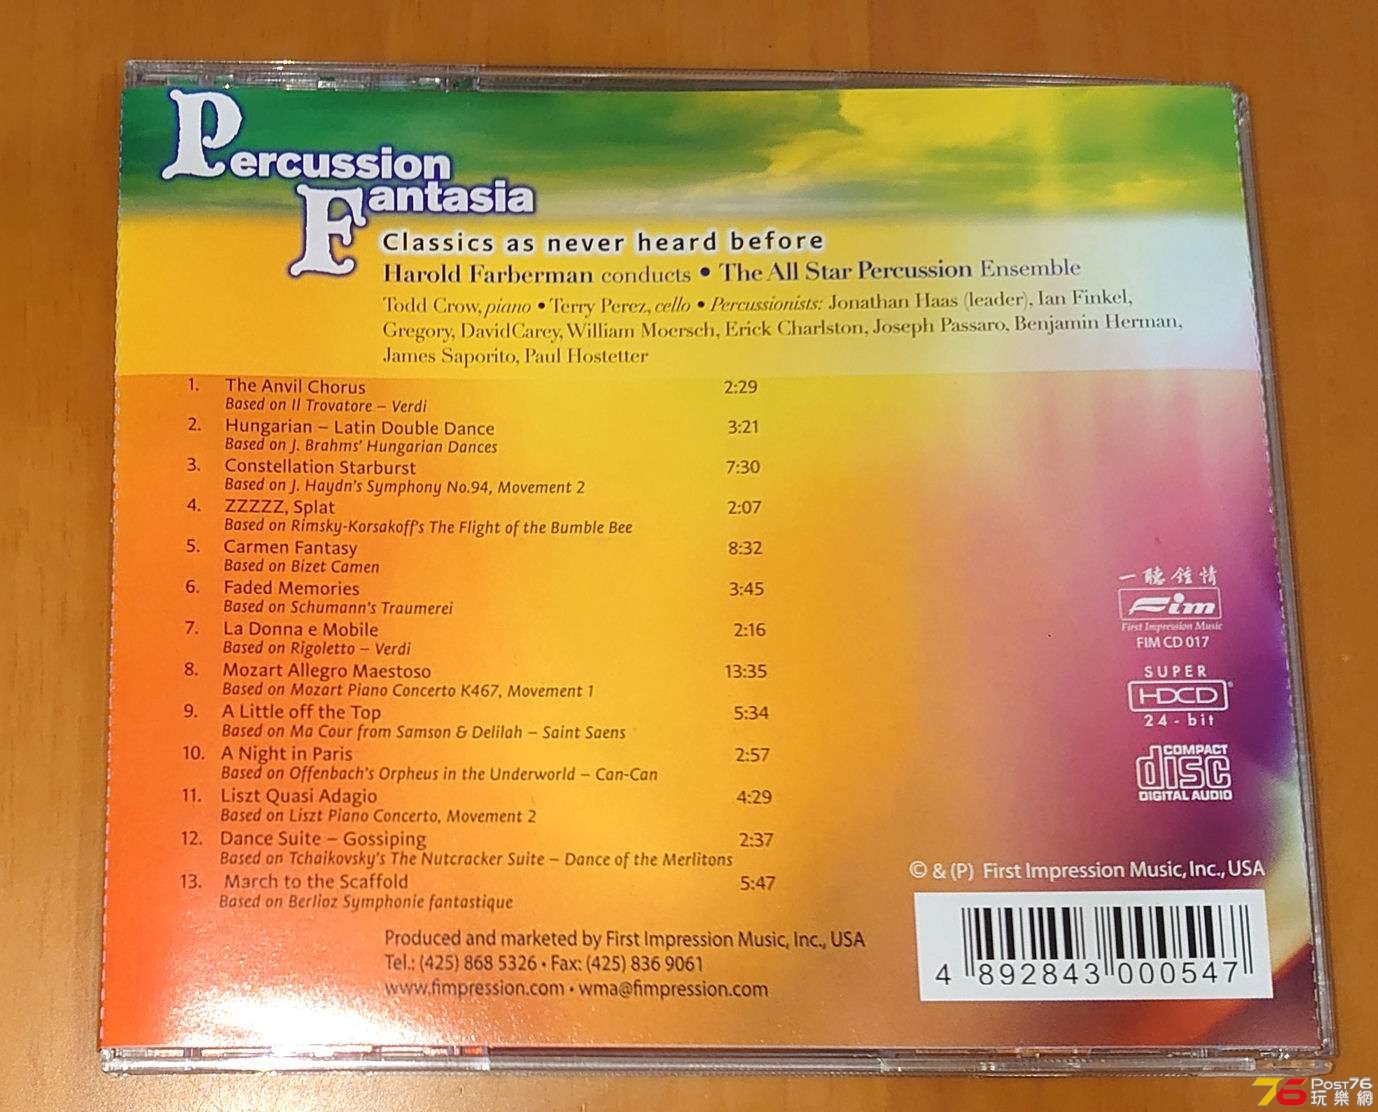 Percussion
Fantasia
Classics as never heard before
Harold Farberman conducts • The All Star Percussion Ensemble
Todd Crow, piano • Terry Perez, cello • Percussionists: Jonathan Haas (leader), Ian Finkel,
Gregory, DavidCarey, William Moersch, Erick Charlston, Joseph Passaro, Benjamin Herman,
James Saporito, Paul Hostetter
1. The Anvil Chorus 2:29
Based on Il Trovatore – Verdi
2. Hungarian – Latin Double Dance 3:21
Based on J. Brahms' Hungarian Dances
3. Constellation Starburst 7:30
Based on J. Haydn's Symphony No.94, Movement 2
4. ZZZZZ, Splat 2:07
Based on Rimsky-Korsakoff's The Flight of the Bumble Bee
5. Carmen Fantasy 8:32
Based on Bizet Camen
6. Faded Memories 3:45
Based on Schumann's Traumerei
7. La Donna e Mobile 2:16
Based on Rigoletto – Verdi
8. Mozart Allegro Maestoso 13:35
Based on Mozart Piano Concerto K467, Movement 1
9. A Little off the Top 5:34
Based on Ma Cour from Samson & Delilah – Saint Saens
10. A Night in Paris 2:57
Based on Offenbach's Orpheus in the Underworld – Can-Can
11. Liszt Quasi Adagio 4:29
Based on Liszt Piano Concerto, Movement 2
12. Dance Suite – Gossiping 2:37
Based on Tchaikovsky's The Nutcracker Suite – Dance of the Merlitons
13. March to the Scaffold 5:47
Based on Berlioz Symphonie fantastique
一聽鍾情
Fim
First Impression Music
FIM CD 017
SUPER
HDCD
24-bit
COMPACT
disc
DIGITAL AUDIO
© & (P) First Impression Music, Inc., USA
Produced and marketed by First Impression Music, Inc., USA
Tel.: (425) 868 5326 • Fax: (425) 836 9061
www.fimpression.com • wma@fimpression.com
4 892843 000547
76 POST76
玩樂網